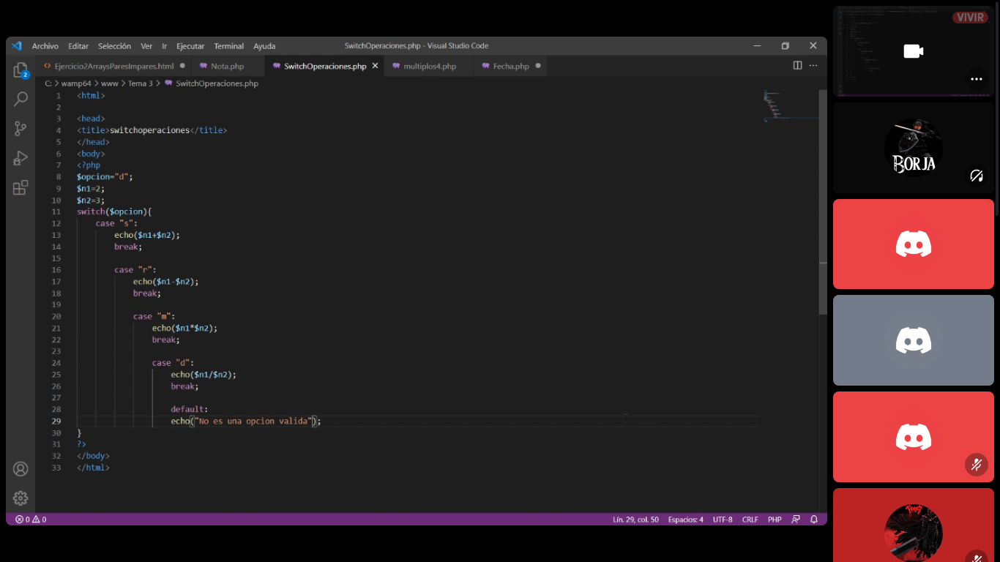 Archivo Editar Selección Ver Ir Ejecutar Terminal Ayuda SwitchOperaciones.php - Visual Studio Code
Ejercicio2ArraysParesImpares.html Nota.php SwitchOperaciones.php multiplos4.php Fecha.php
C: > wamp64 > www > Tema 3 > SwitchOperaciones.php
1 <html>
2
3 <head>
4 <title>switchoperaciones</title>
5 </head>
6 <body>
7 <?php
8 $opcion="d";
9 $n1=2;
10 $n2=3;
11 switch($opcion){
12 case "s":
13 echo($n1+$n2);
14 break;
15
16 case "r":
17 echo($n1-$n2);
18 break;
19
20 case "m":
21 echo($n1*$n2);
22 break;
23
24 case "d":
25 echo($n1/$n2);
26 break;
27
28 default:
29 echo("No es una opcion valida");
30 }
31 ?>
32 </body>
33 </html>
2
0 0
Lín. 29, col. 50 Espacios: 4 UTF-8 CRLF PHP
VIVIR
BORJA